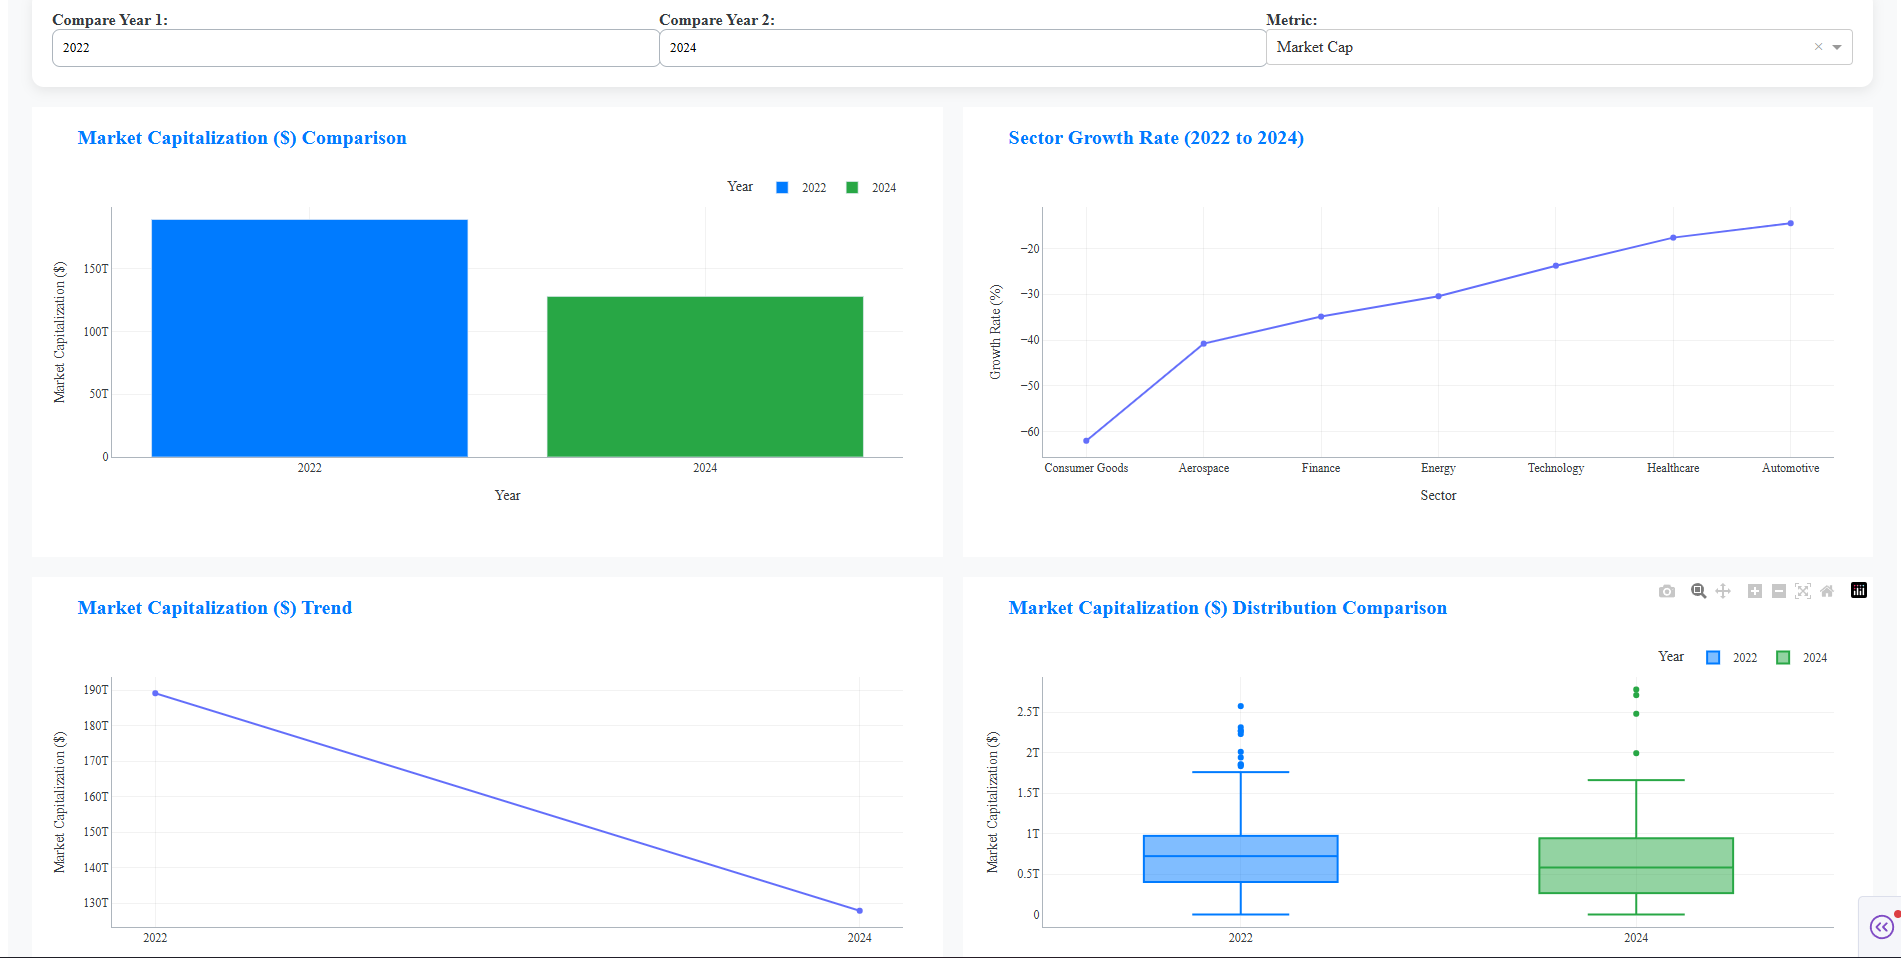 Compare Year 1: Compare Year 2: Metric:
2022 2024 Market Cap ×
Market Capitalization ($) Comparison
Year 2022 2024
Market Capitalization ($)
150T
100T
50T
0
2022 2024
Year
Sector Growth Rate (2022 to 2024)
Growth Rate (%)
−20
−30
−40
−50
−60
Consumer Goods Aerospace Finance Energy Technology Healthcare Automotive
Sector
Market Capitalization ($) Trend
Market Capitalization ($)
190T
180T
170T
160T
150T
140T
130T
2022 2024
Market Capitalization ($) Distribution Comparison
Year 2022 2024
Market Capitalization ($)
2.5T
2T
1.5T
1T
0.5T
0
2022 2024